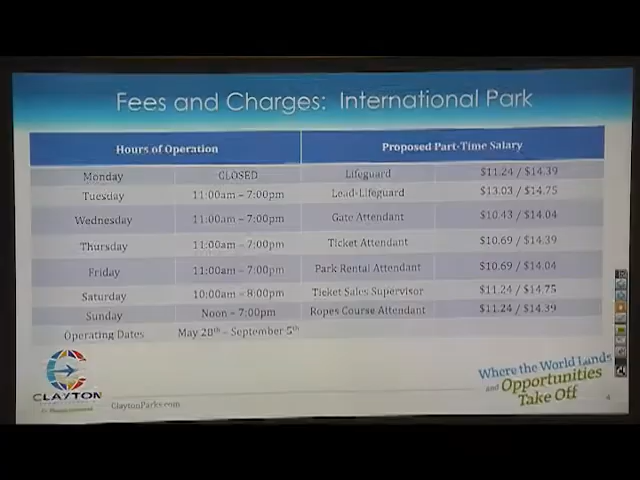 Fees and Charges: International Park
Hours of Operation Proposed Part-Time Salary
Monday CLOSED Lifeguard $11.24 / $14.39
Tuesday 11:00am – 7:00pm Lead-Lifeguard $13.03 / $14.75
Wednesday 11:00am – 7:00pm Gate Attendant $10.43 / $14.04
Thursday 11:00am – 7:00pm Ticket Attendant $10.69 / $14.39
Friday 11:00am – 7:00pm Park Rental Attendant $10.69 / $14.04
Saturday 10:00am – 8:00pm Ticket Sales Supervisor $11.24 / $14.75
Sunday Noon – 7:00pm Ropes Course Attendant $11.24 / $14.39
Operating Dates May 28th – September 5th
CLAYTON
ClaytonParks.com
Where the World Lands
and Opportunities
Take Off
4